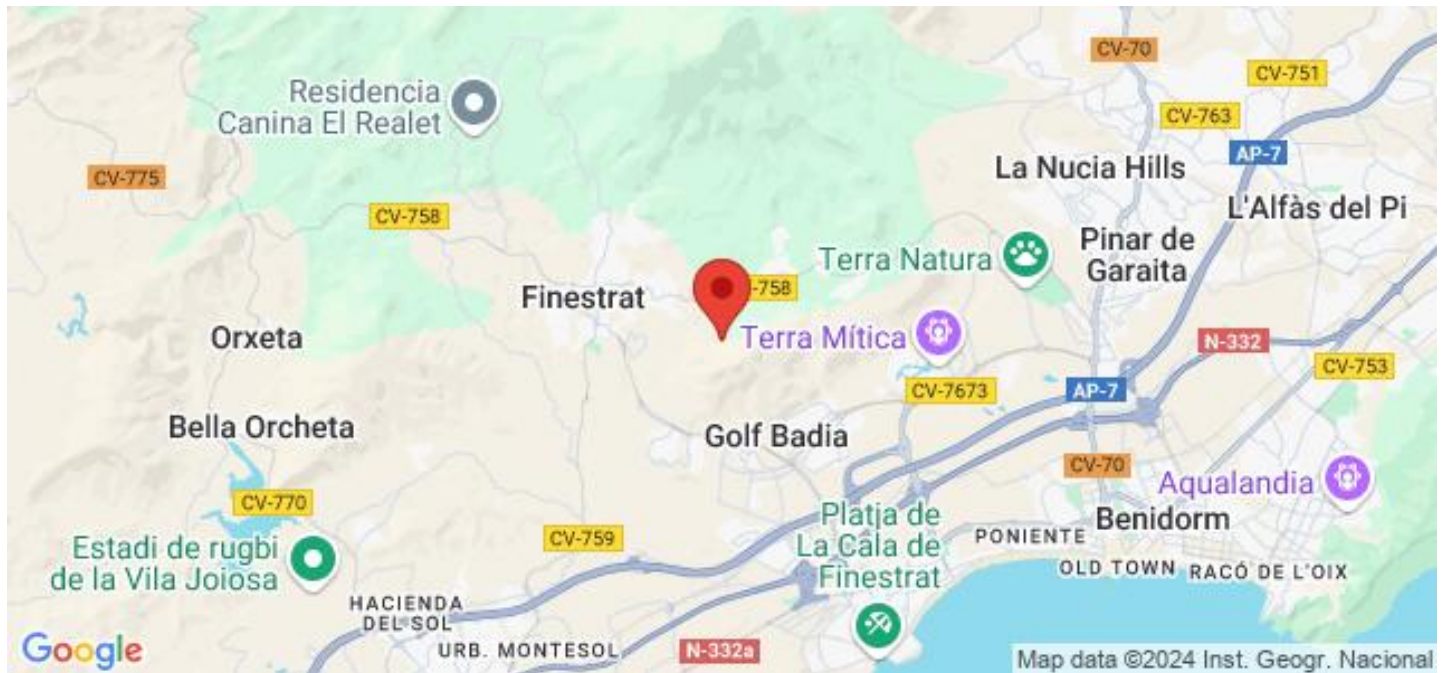 CV-70
CV-751
Residencia
Canina El Realet
CV-763
AP-7
La Nucia Hills
CV-775
L'Alfàs del Pi
CV-758
Terra Natura
Pinar de
Garaita
-758
Finestrat
Orxeta
Terra Mítica
N-332
CV-753
CV-7673
AP-7
Bella Orcheta
Golf Badia
CV-70
Aqualandia
CV-770
Platja de
La Cala de
Finestrat
Benidorm
PONIENTE
CV-759
Estadi de rugbi
de la Vila Joiosa
OLD TOWN
RACÓ DE L'OIX
HACIENDA
DEL SOL
URB. MONTESOL
N-332a
Google
Map data ©2024 Inst. Geogr. Nacional